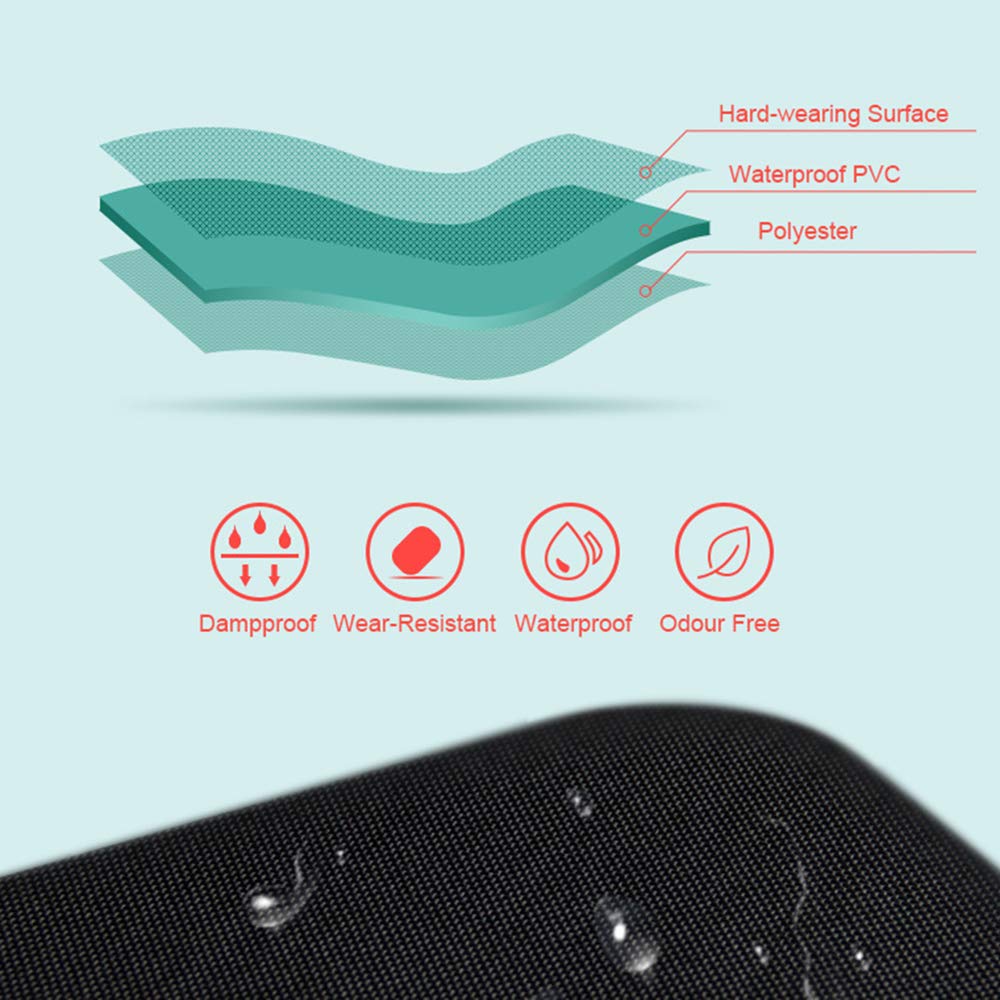 Hard-wearing Surface
Waterproof PVC
Polyester
Dampproof Wear-Resistant Waterproof Odour Free